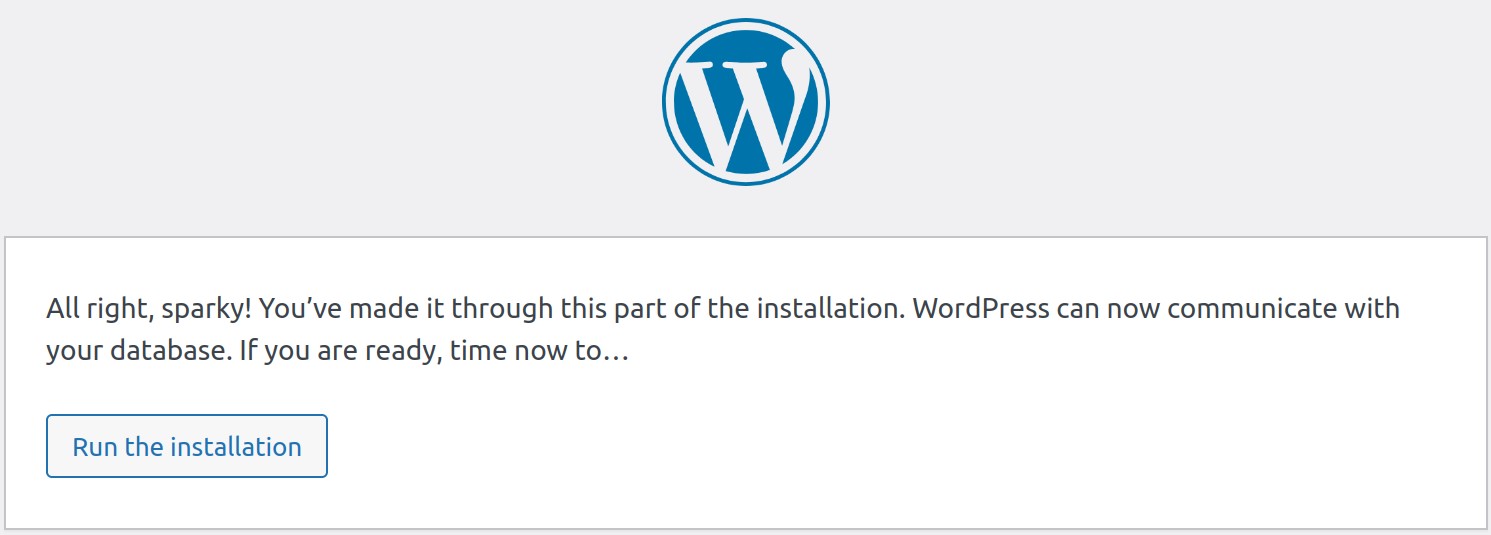 All right, sparky! You’ve made it through this part of the installation. WordPress can now communicate with
your database. If you are ready, time now to…
Run the installation